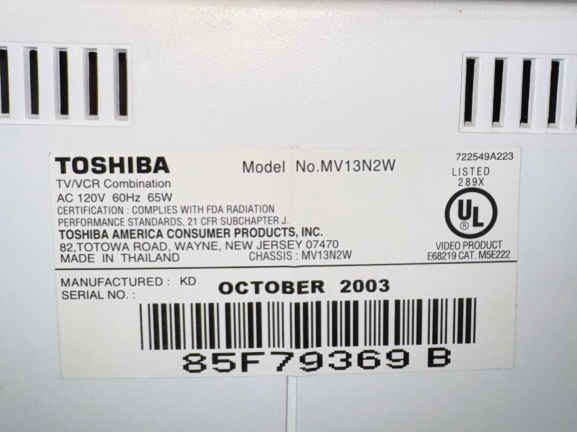 TOSHIBA Model No.MV13N2W 722549A223
TV/VCR Combination LISTED
AC 120V 60Hz 65W 289X
CERTIFICATION : COMPLIES WITH FDA RADIATION
PERFORMANCE STANDARDS, 21 CFR SUBCHAPTER J.
UL
TOSHIBA AMERICA CONSUMER PRODUCTS, INC.
82,TOTOWA ROAD, WAYNE, NEW JERSEY 07470 VIDEO PRODUCT
MADE IN THAILAND CHASSIS : MV13N2W E68219 CAT. M5E222
MANUFACTURED : KD OCTOBER 2003
SERIAL NO. :
85F79369 B